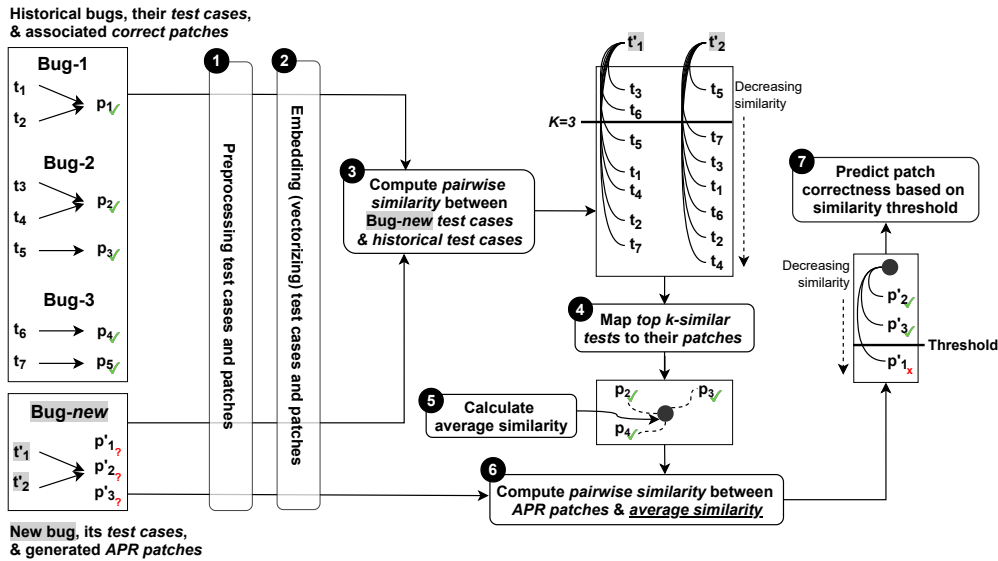 Historical bugs, their test cases,
& associated correct patches
Bug-1
t1
t2
p1✓
Bug-2
t3
t4
p2✓
t5
p3✓
Bug-3
t6
p4✓
t7
p5✓
Bug-new
t'1
t'2
p'1?
p'2?
p'3?
New bug, its test cases,
& generated APR patches
1
Preprocessing test cases and patches
2
Embedding (vectorizing) test cases and patches
3
Compute pairwise
similarity between
Bug-new test cases
& historical test cases
t'1
t'2
t3
t6
K=3
t5
t1
t4
t2
t7
t5
t7
t3
t1
t6
t2
t4
Decreasing
similarity
4
Map top k-similar
tests to their patches
5
Calculate
average similarity
p2✓
p3✓
p4✓
6
Compute pairwise similarity between
APR patches & average similarity
7
Predict patch
correctness based on
similarity threshold
Decreasing
similarity
p'2✓
p'3✓
Threshold
p'1x